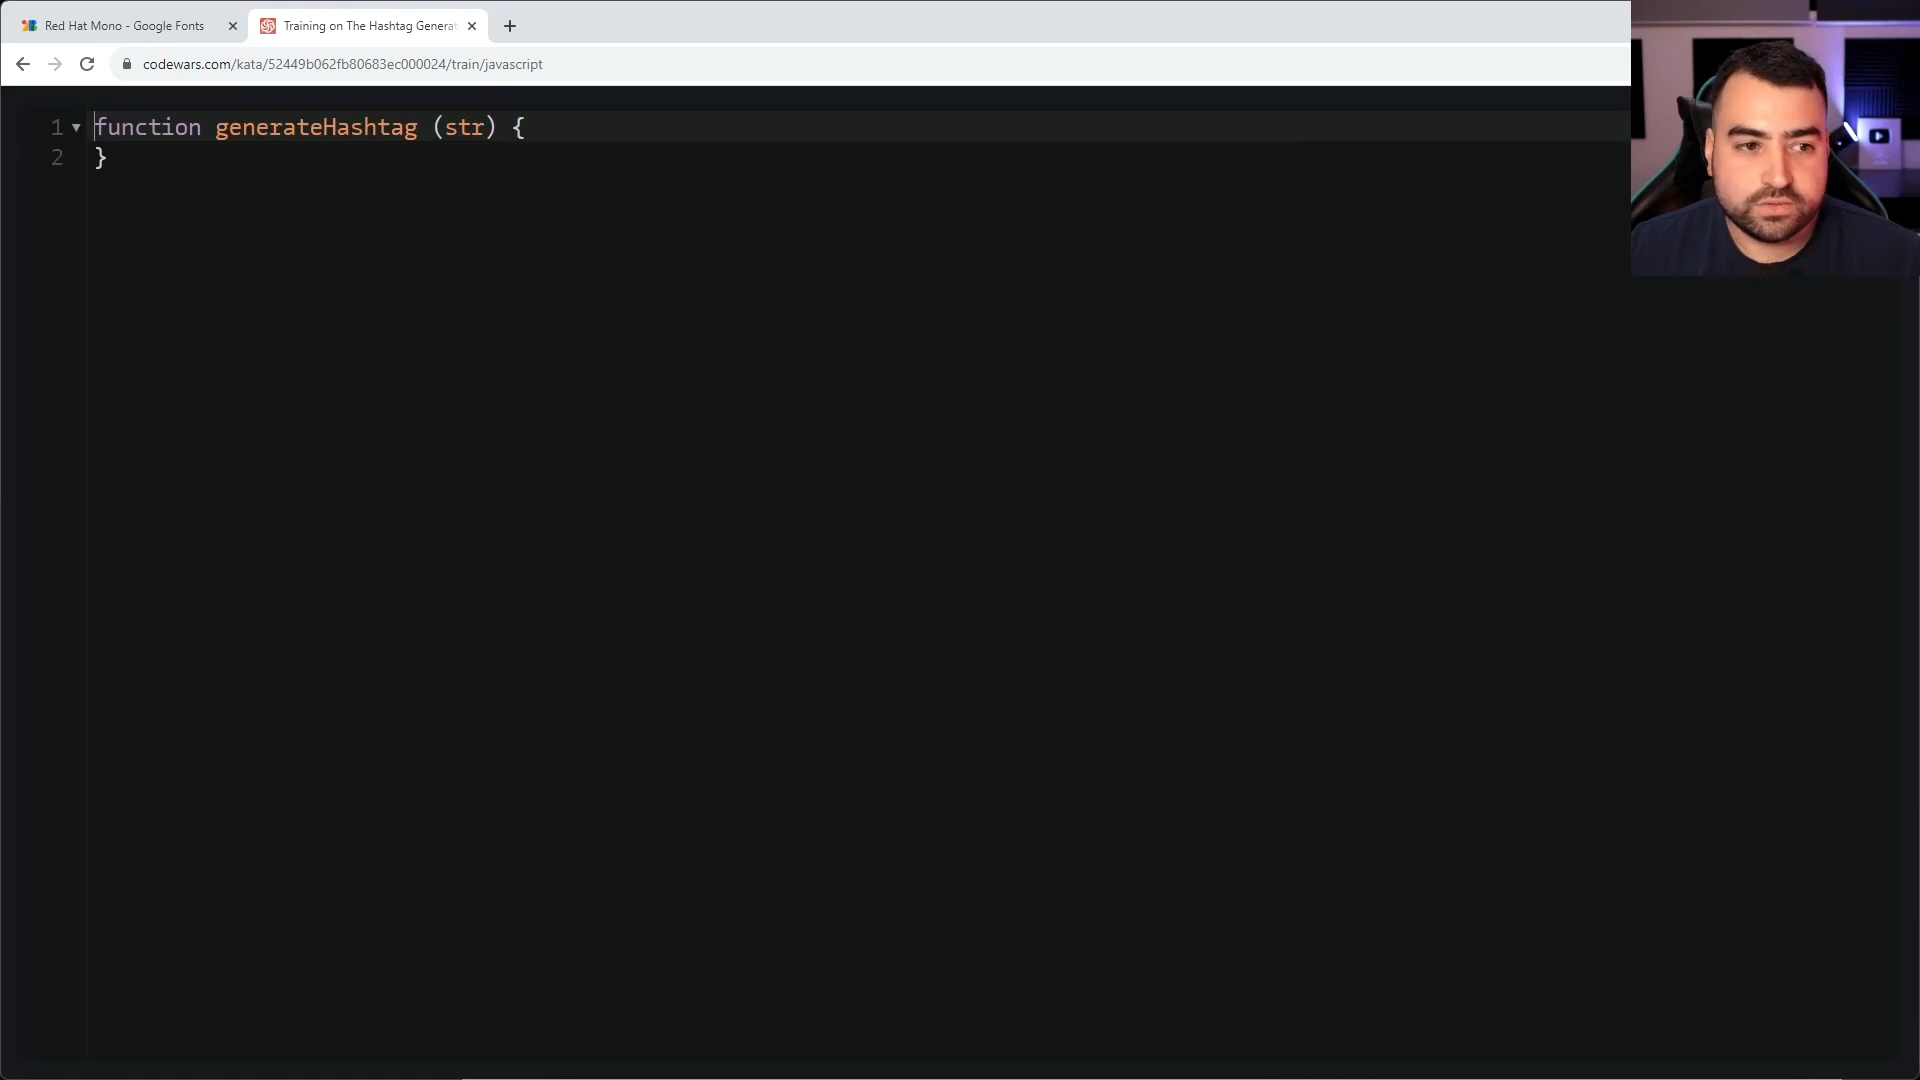 Red Hat Mono - Google Fonts
Training on The Hashtag Generat
codewars.com/kata/52449b062fb80683ec000024/train/javascript
1 function generateHashtag (str) {
2 }